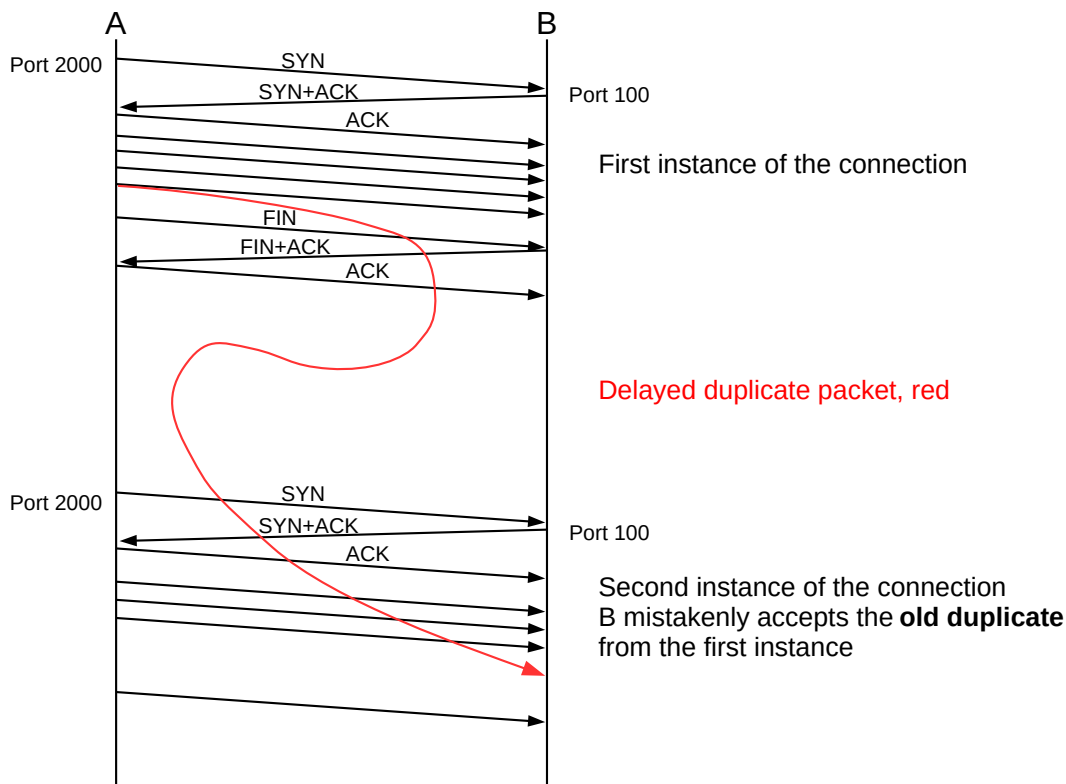 A
B
Port 2000
SYN
SYN+ACK
Port 100
ACK
First instance of the connection
FIN
FIN+ACK
ACK
Delayed duplicate packet, red
Port 2000
SYN
SYN+ACK
Port 100
ACK
Second instance of the connection
B mistakenly accepts the old duplicate
from the first instance